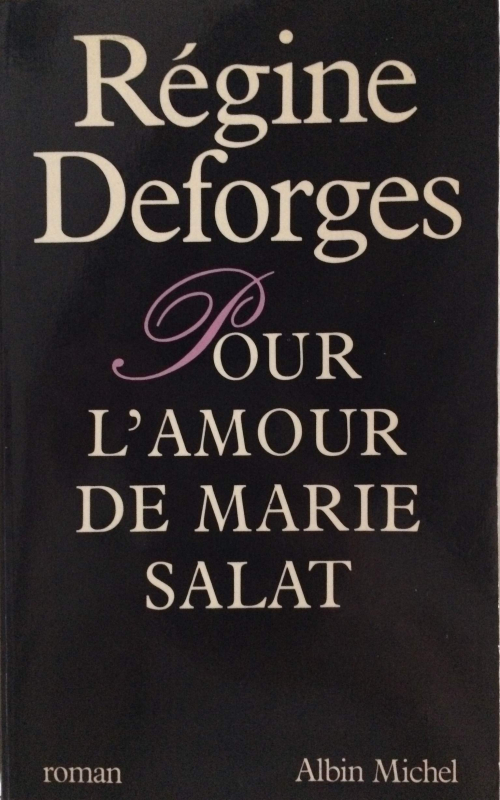 Régine
Deforges
POUR
L'AMOUR
DE MARIE
SALAT
roman Albin Michel